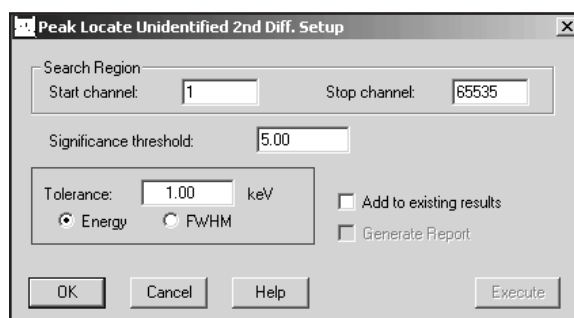 Peak Locate Unidentified 2nd Diff. Setup
Search Region
Start channel: 1 Stop channel: 65535
Significance threshold: 5.00
Tolerance: 1.00 keV
Energy FWHM
Add to existing results
Generate Report
OK Cancel Help Execute